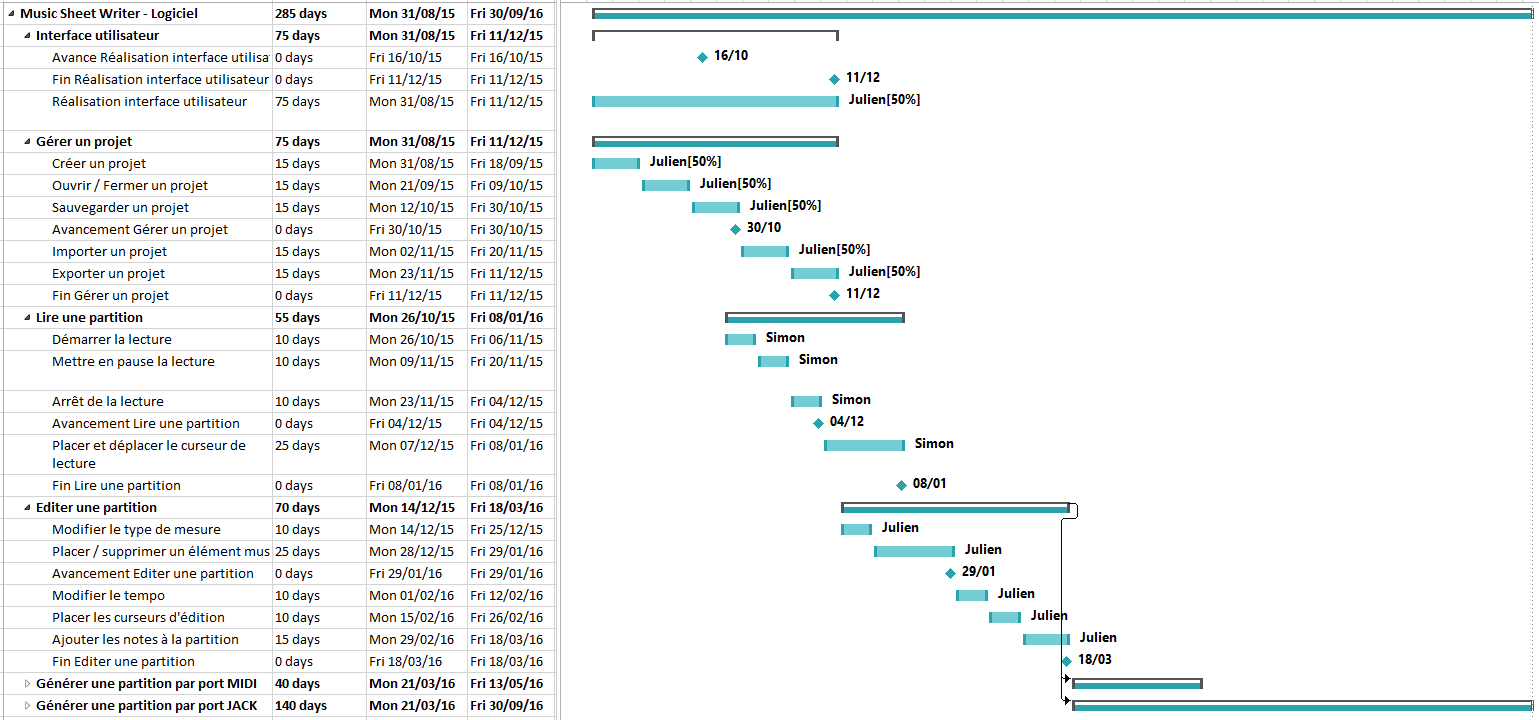 Music Sheet Writer - Logiciel 285 days Mon 31/08/15 Fri 30/09/16
Interface utilisateur 75 days Mon 31/08/15 Fri 11/12/15
Avance Réalisation interface utilisa 0 days Fri 16/10/15 Fri 16/10/15 16/10
Fin Réalisation interface utilisateur 0 days Fri 11/12/15 Fri 11/12/15 11/12
Réalisation interface utilisateur 75 days Mon 31/08/15 Fri 11/12/15 Julien[50%]
Gérer un projet 75 days Mon 31/08/15 Fri 11/12/15
Créer un projet 15 days Mon 31/08/15 Fri 18/09/15 Julien[50%]
Ouvrir / Fermer un projet 15 days Mon 21/09/15 Fri 09/10/15 Julien[50%]
Sauvegarder un projet 15 days Mon 12/10/15 Fri 30/10/15 Julien[50%]
Avancement Gérer un projet 0 days Fri 30/10/15 Fri 30/10/15 30/10
Importer un projet 15 days Mon 02/11/15 Fri 20/11/15 Julien[50%]
Exporter un projet 15 days Mon 23/11/15 Fri 11/12/15 Julien[50%]
Fin Gérer un projet 0 days Fri 11/12/15 Fri 11/12/15 11/12
Lire une partition 55 days Mon 26/10/15 Fri 08/01/16
Démarrer la lecture 10 days Mon 26/10/15 Fri 06/11/15 Simon
Mettre en pause la lecture 10 days Mon 09/11/15 Fri 20/11/15 Simon
Arrêt de la lecture 10 days Mon 23/11/15 Fri 04/12/15 Simon
Avancement Lire une partition 0 days Fri 04/12/15 Fri 04/12/15 04/12
Placer et déplacer le curseur de 25 days Mon 07/12/15 Fri 08/01/16 Simon
lecture
Fin Lire une partition 0 days Fri 08/01/16 Fri 08/01/16 08/01
Editer une partition 70 days Mon 14/12/15 Fri 18/03/16
Modifier le type de mesure 10 days Mon 14/12/15 Fri 25/12/15 Julien
Placer / supprimer un élément mus 25 days Mon 28/12/15 Fri 29/01/16 Julien
Avancement Editer une partition 0 days Fri 29/01/16 Fri 29/01/16 29/01
Modifier le tempo 10 days Mon 01/02/16 Fri 12/02/16 Julien
Placer les curseurs d'édition 10 days Mon 15/02/16 Fri 26/02/16 Julien
Ajouter les notes à la partition 15 days Mon 29/02/16 Fri 18/03/16 Julien
Fin Editer une partition 0 days Fri 18/03/16 Fri 18/03/16 18/03
Générer une partition par port MIDI 40 days Mon 21/03/16 Fri 13/05/16
Générer une partition par port JACK 140 days Mon 21/03/16 Fri 30/09/16